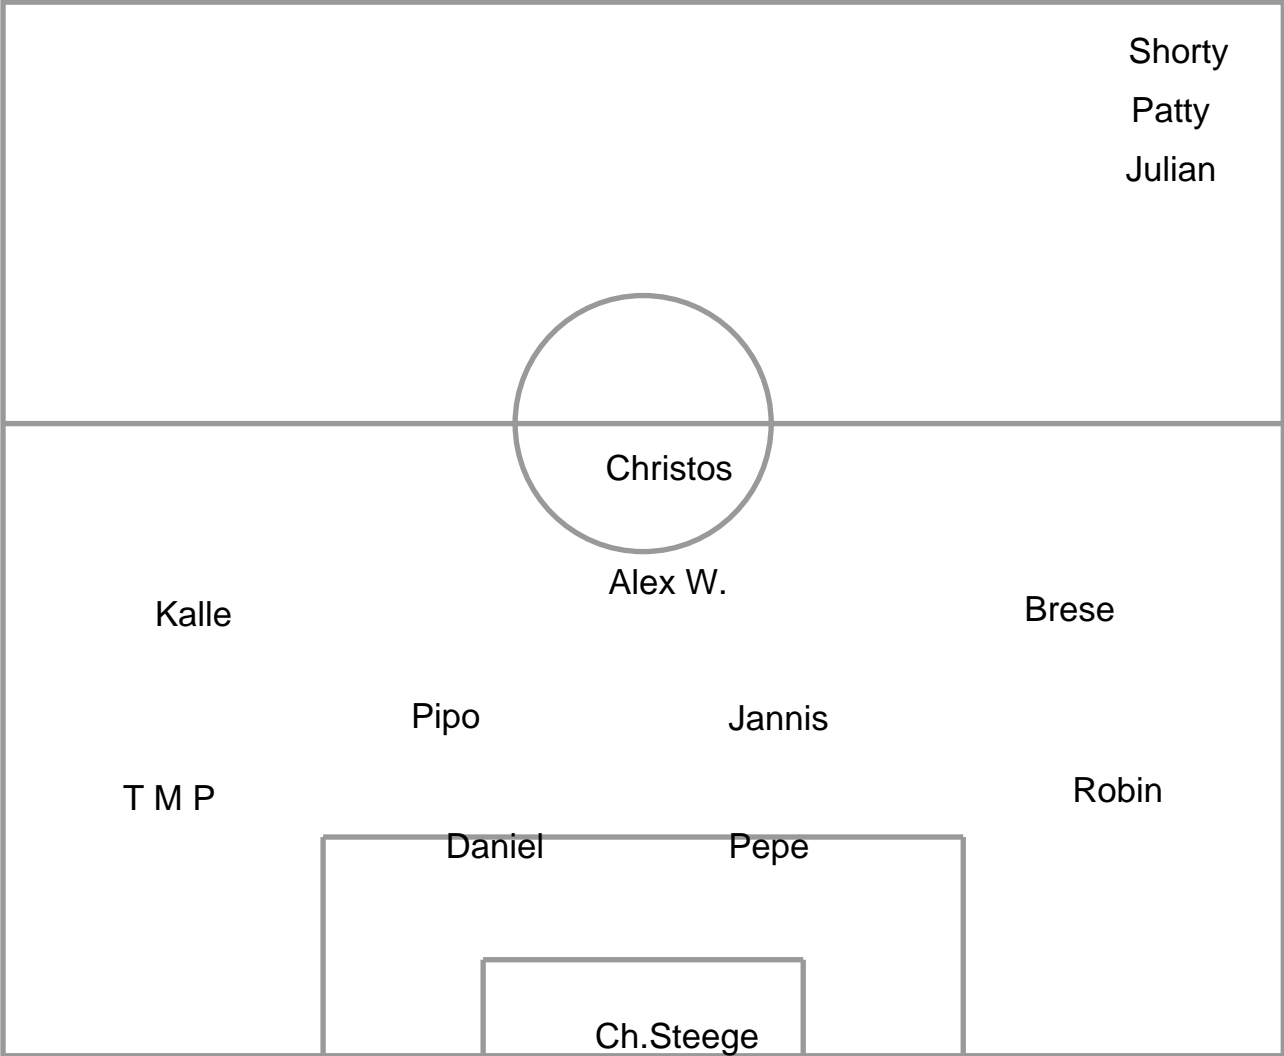 Shorty
Patty
Julian
Christos
Alex W.
Kalle
Brese
Pipo
Jannis
T M P
Robin
Daniel
Pepe
Ch.Steege